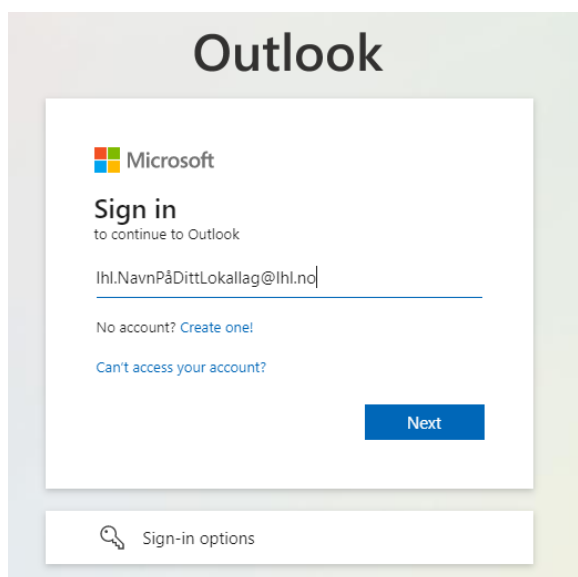 Outlook
Microsoft
Sign in
to continue to Outlook
lhl.NavnPåDittLokallag@lhl.no
No account? Create one!
Can't access your account?
Next
Sign-in options